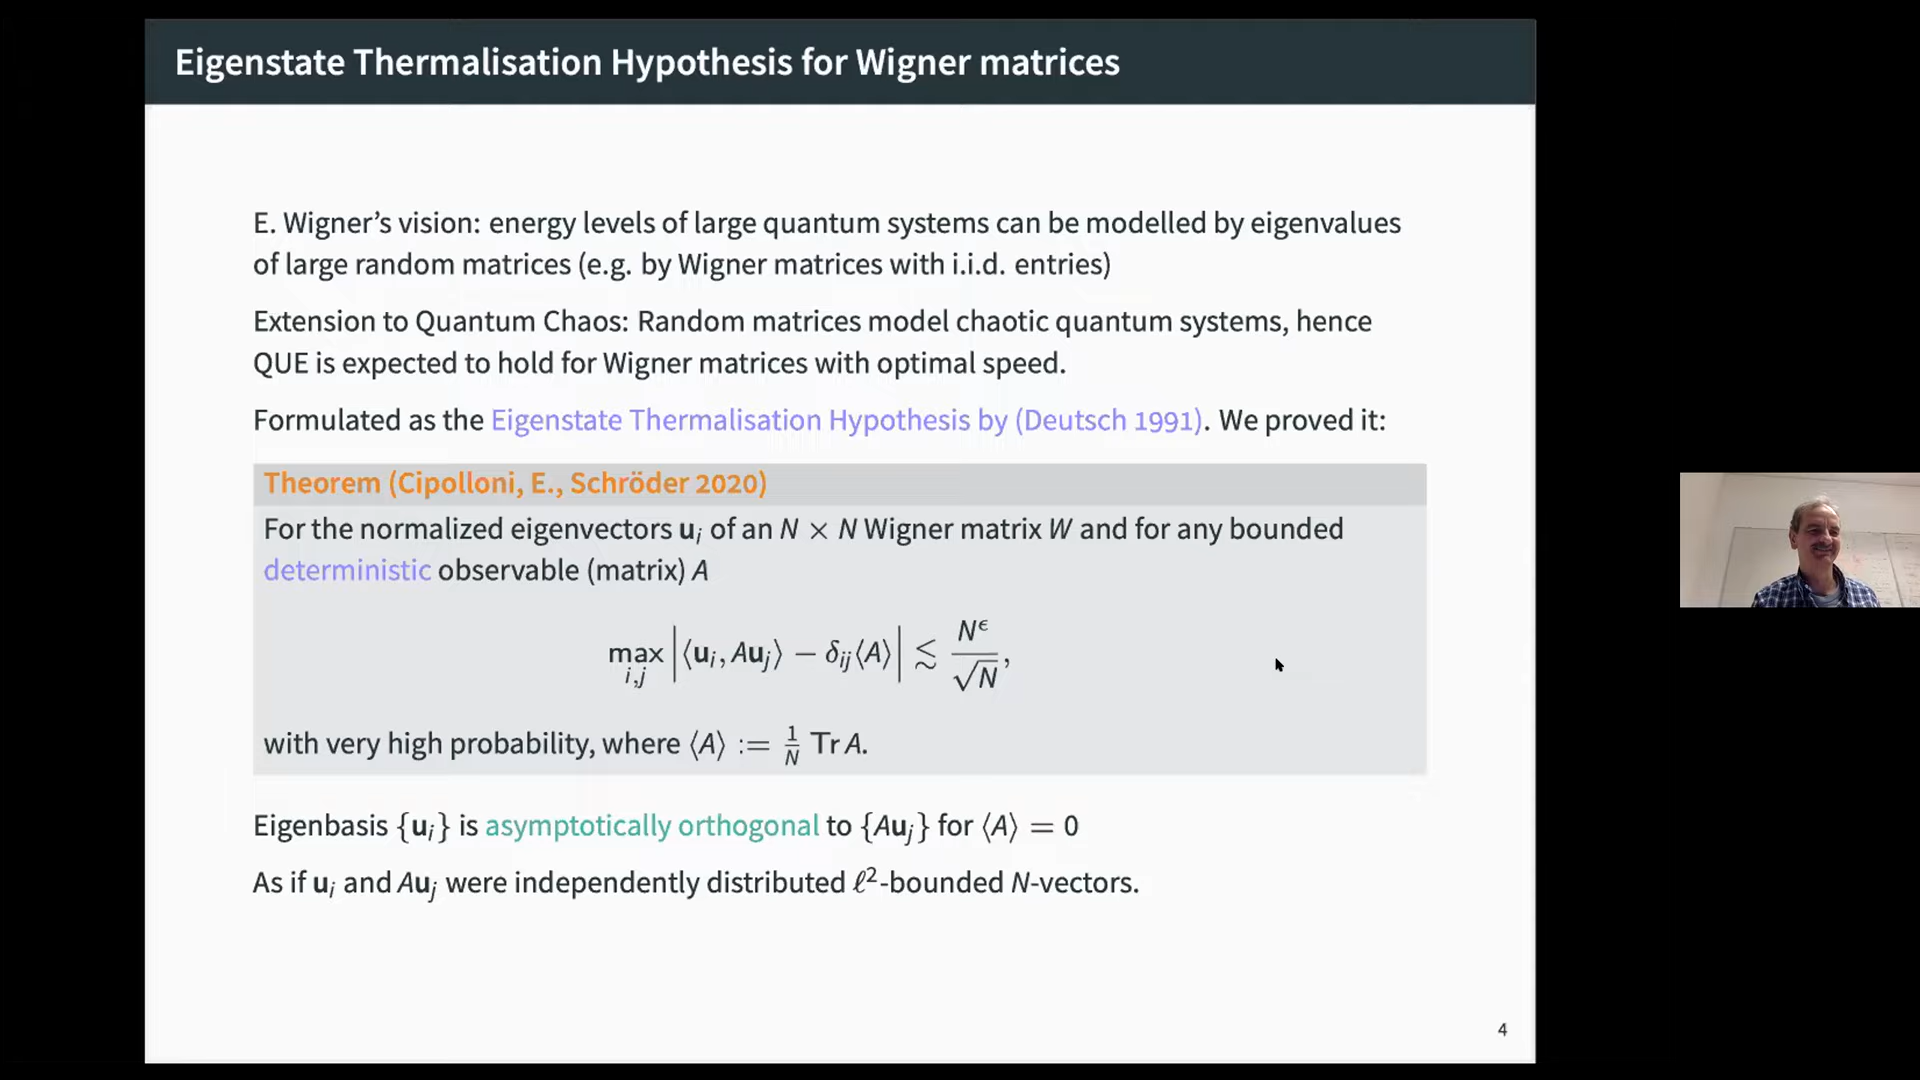 Eigenstate Thermalisation Hypothesis for Wigner matrices
E. Wigner's vision: energy levels of large quantum systems can be modelled by eigenvalues
of large random matrices (e.g. by Wigner matrices with i.i.d. entries)
Extension to Quantum Chaos: Random matrices model chaotic quantum systems, hence
QUE is expected to hold for Wigner matrices with optimal speed.
Formulated as the Eigenstate Thermalisation Hypothesis by (Deutsch 1991). We proved it:
Theorem (Cipolloni, E., Schröder 2020)
For the normalized eigenvectors u_i of an N × N Wigner matrix W and for any bounded
deterministic observable (matrix) A
max_{i,j} |⟨u_i, Au_j⟩ − δ_{ij}⟨A⟩| ≲ N^ϵ/√N,
with very high probability, where ⟨A⟩ := 1/N Tr A.
Eigenbasis {u_i} is asymptotically orthogonal to {Au_j} for ⟨A⟩ = 0
As if u_i and Au_j were independently distributed ℓ²-bounded N-vectors.
4